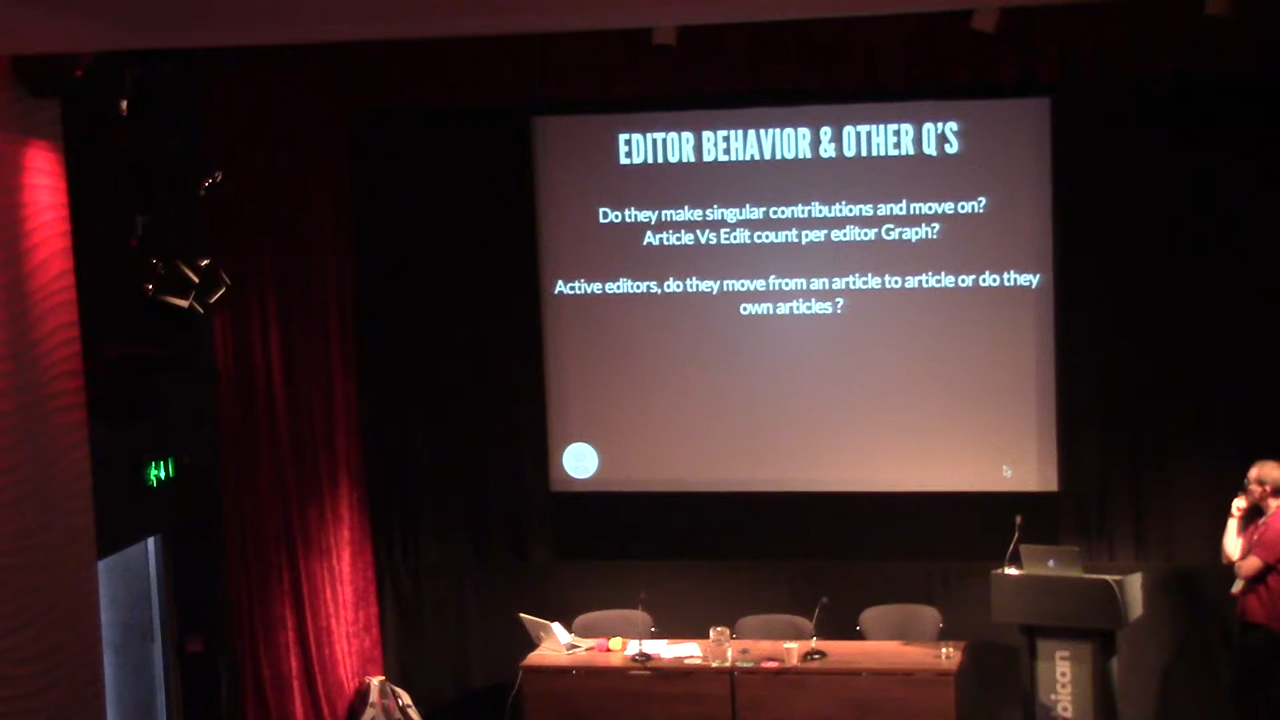 EDITOR BEHAVIOR & OTHER Q'S
Do they make singular contributions and move on?
Article Vs Edit count per editor Graph?
Active editors, do they move from an article to article or do they
own articles ?
bican